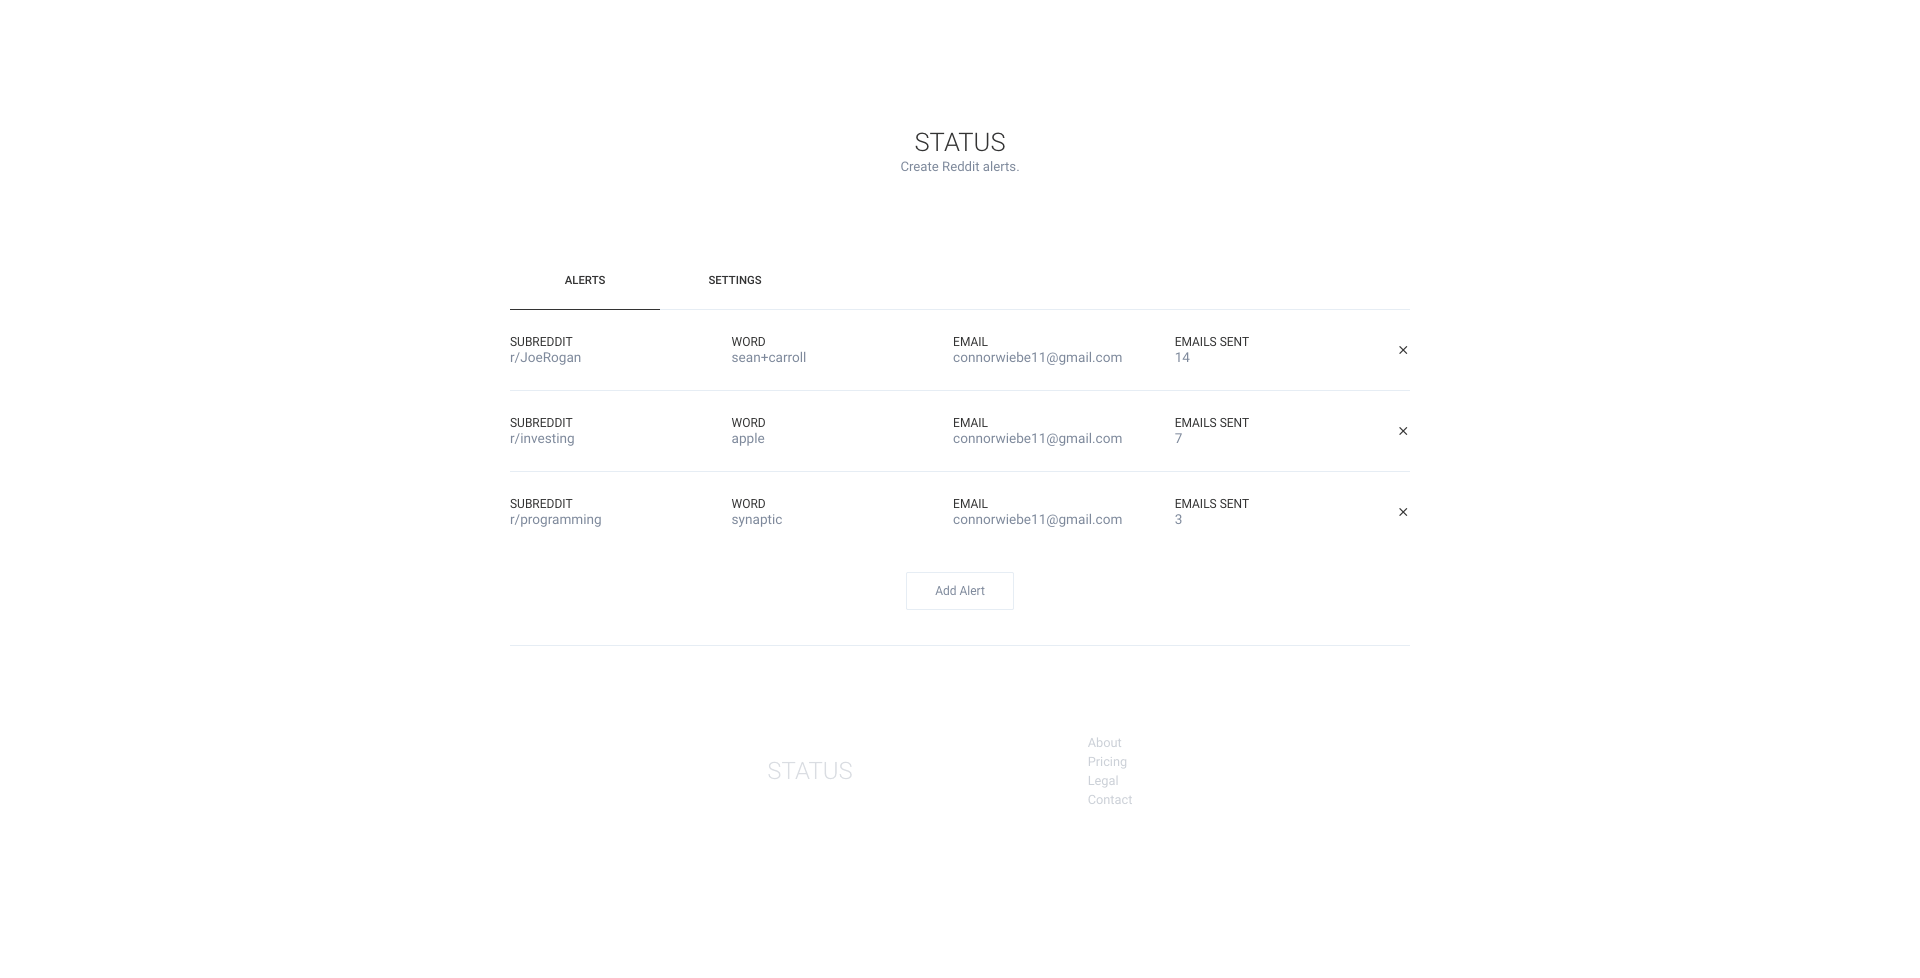 STATUS
Create Reddit alerts.
ALERTS SETTINGS
SUBREDDIT WORD EMAIL EMAILS SENT
r/JoeRogan sean+carroll connorwiebe11@gmail.com 14 ×
SUBREDDIT WORD EMAIL EMAILS SENT
r/investing apple connorwiebe11@gmail.com 7 ×
SUBREDDIT WORD EMAIL EMAILS SENT
r/programming synaptic connorwiebe11@gmail.com 3 ×
Add Alert
STATUS
About
Pricing
Legal
Contact